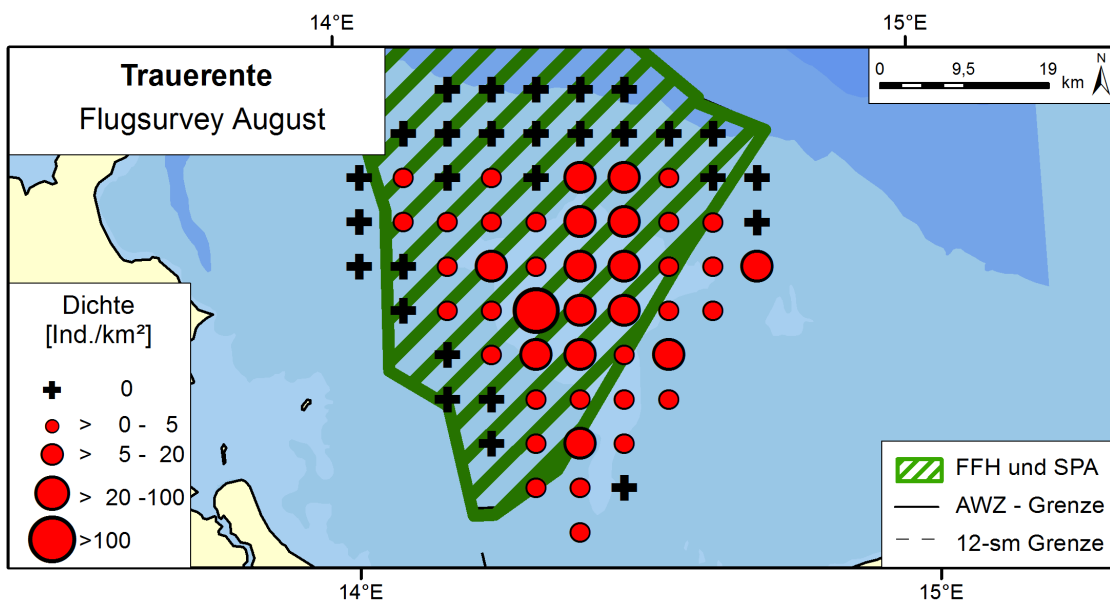 14°E
15°E
Trauerente
Flugsurvey August
0 9,5 19
km
N
Dichte
[Ind./km²]
0
> 0 - 5
> 5 - 20
> 20 -100
>100
FFH und SPA
AWZ - Grenze
12-sm Grenze
14°E
15°E